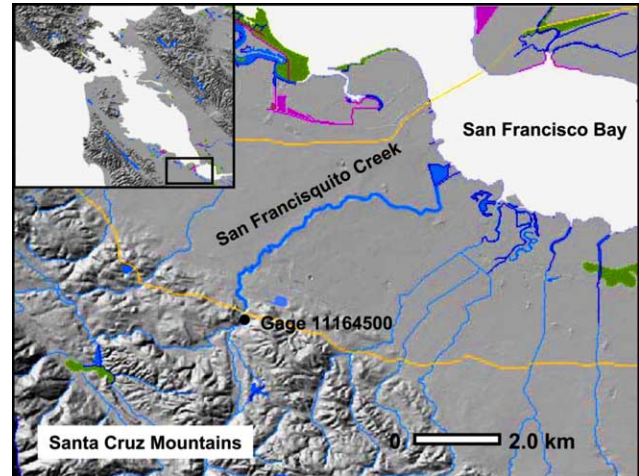 San Francisco Bay
San Francisquito Creek
Gage 11164500
Santa Cruz Mountains
0 2.0 km